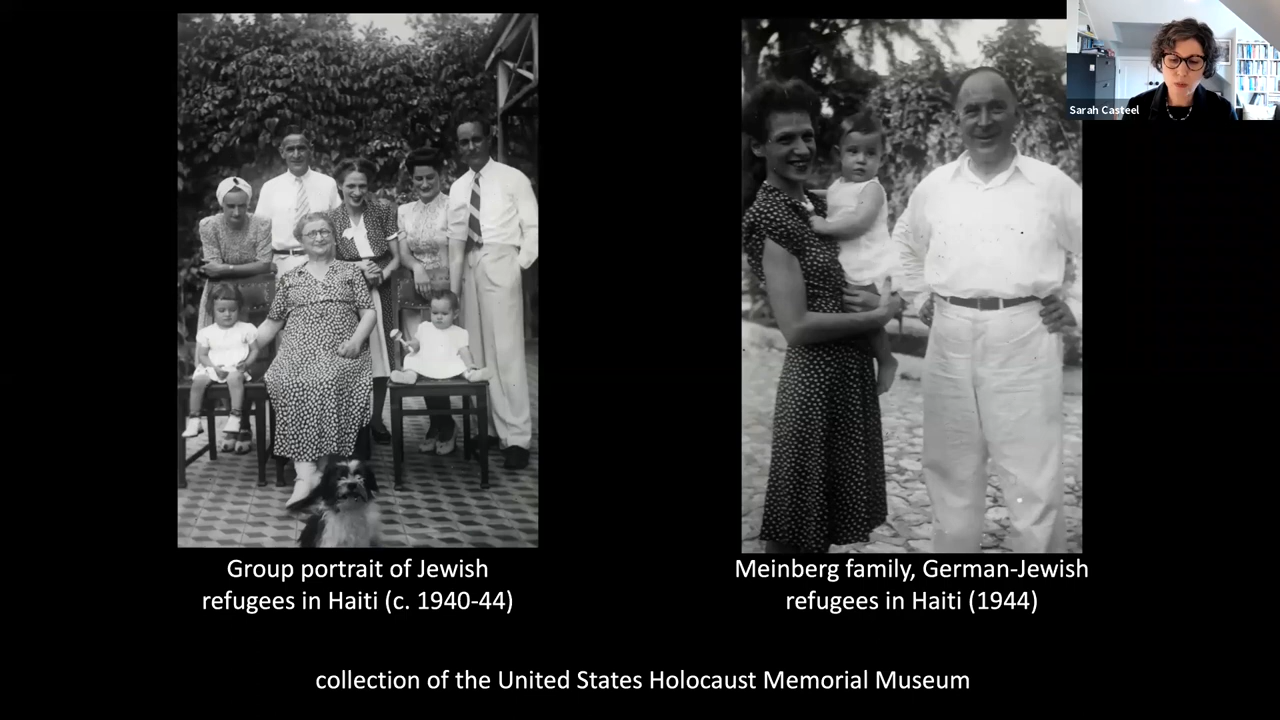 Sarah Casteel
Group portrait of Jewish
refugees in Haiti (c. 1940-44)
Meinberg family, German-Jewish
refugees in Haiti (1944)
collection of the United States Holocaust Memorial Museum